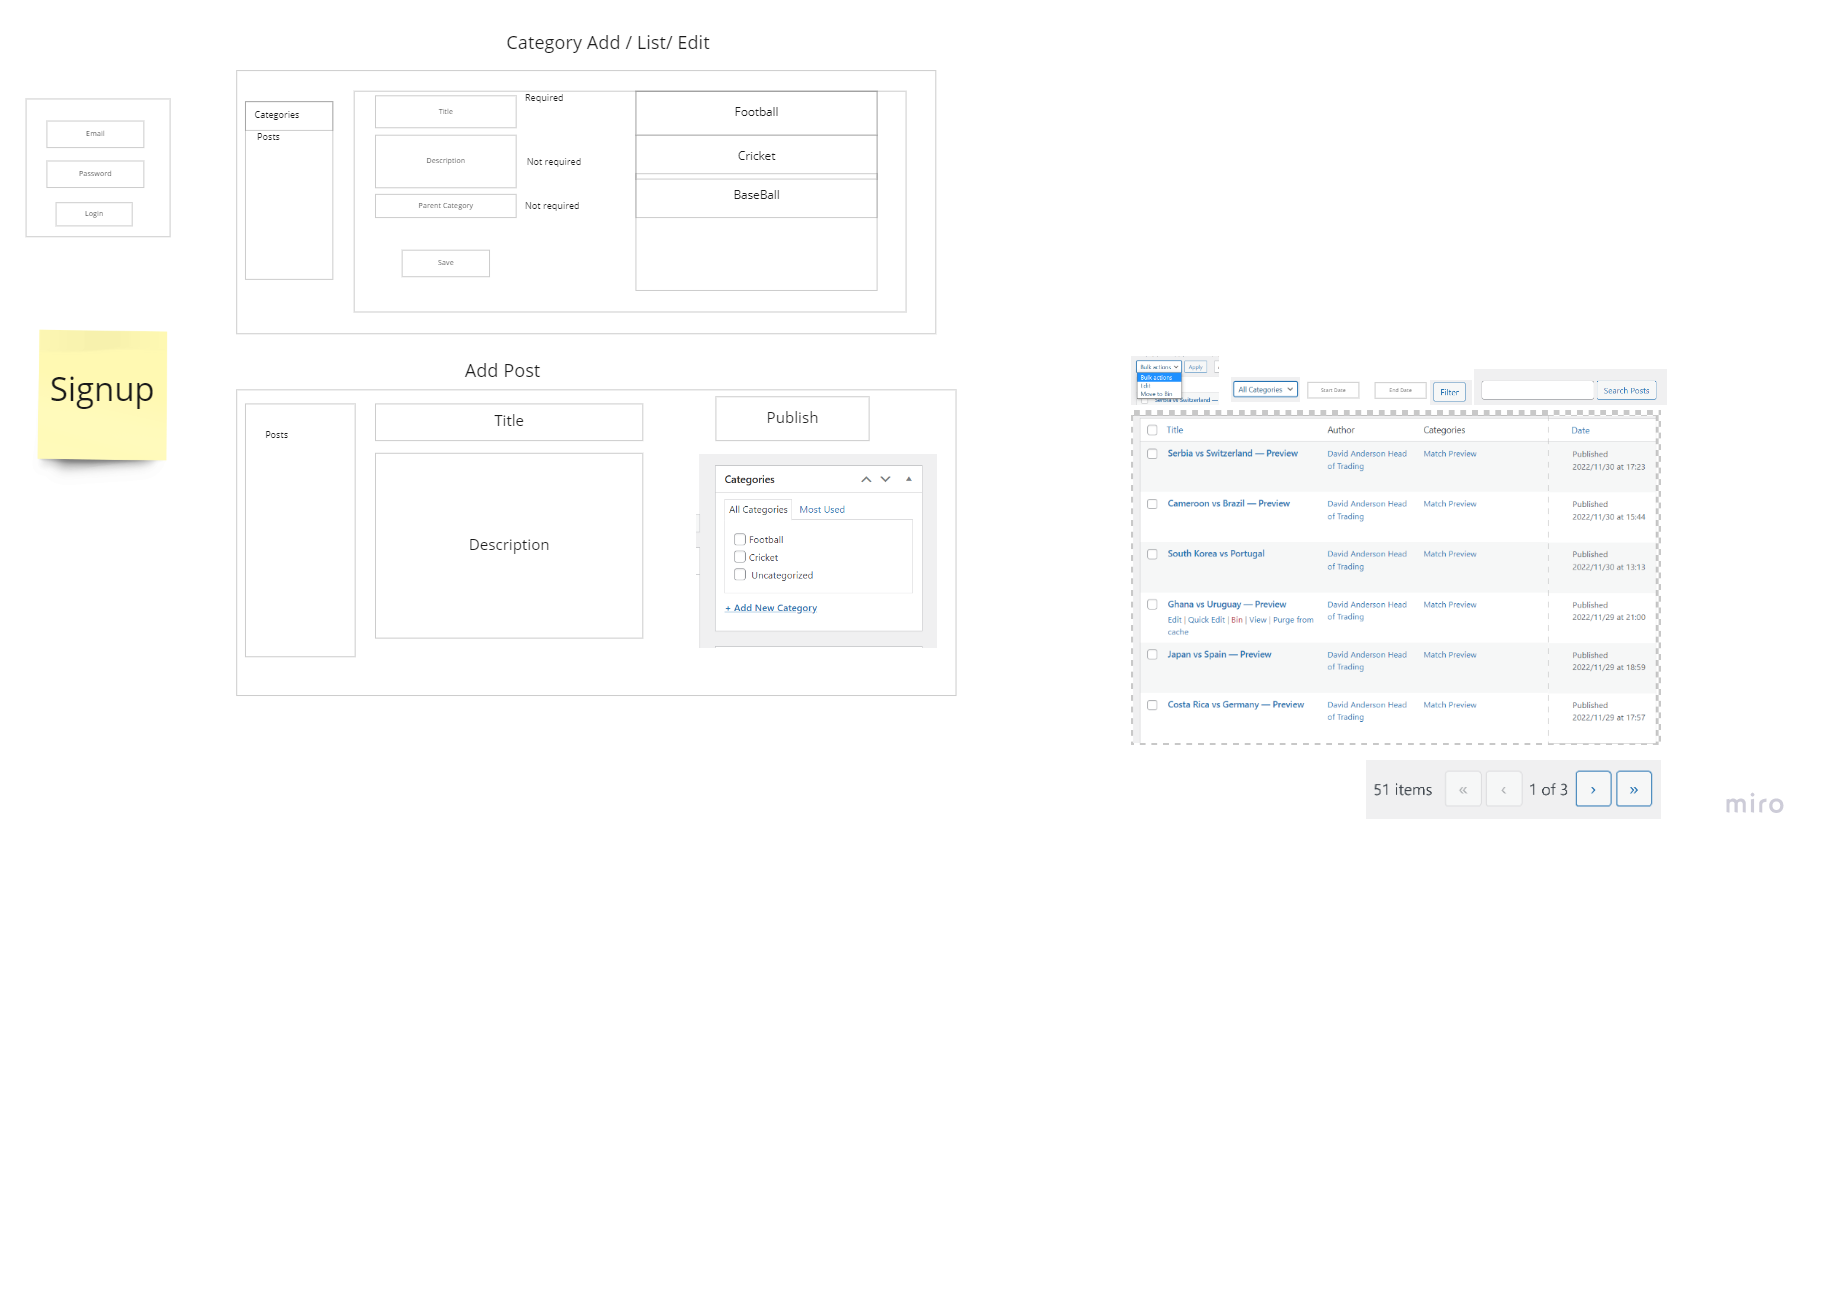 Category Add / List/ Edit
Email
Password
Login
Signup
Categories
Posts
Title
Required
Description
Not required
Parent Category
Not required
Save
Football
Cricket
BaseBall
Add Post
Posts
Title
Description
Publish
Categories
All Categories
Most Used
Football
Cricket
Uncategorized
+ Add New Category
Bulk actions
Apply
Bulk actions
Edit
Move to Bin
Serbia vs Switzerland —
All Categories
Start Date
End Date
Filter
Search Posts
Title Author Categories Date
Serbia vs Switzerland — Preview David Anderson Head Match Preview Published
of Trading 2022/11/30 at 17:23
Cameroon vs Brazil — Preview David Anderson Head Match Preview Published
of Trading 2022/11/30 at 15:44
South Korea vs Portugal David Anderson Head Match Preview Published
of Trading 2022/11/30 at 13:13
Ghana vs Uruguay — Preview David Anderson Head Match Preview Published
Edit | Quick Edit | Bin | View | Purge from of Trading 2022/11/29 at 21:00
cache
Japan vs Spain — Preview David Anderson Head Match Preview Published
of Trading 2022/11/29 at 18:59
Costa Rica vs Germany — Preview David Anderson Head Match Preview Published
of Trading 2022/11/29 at 17:57
51 items « ‹ 1 of 3 › »
miro